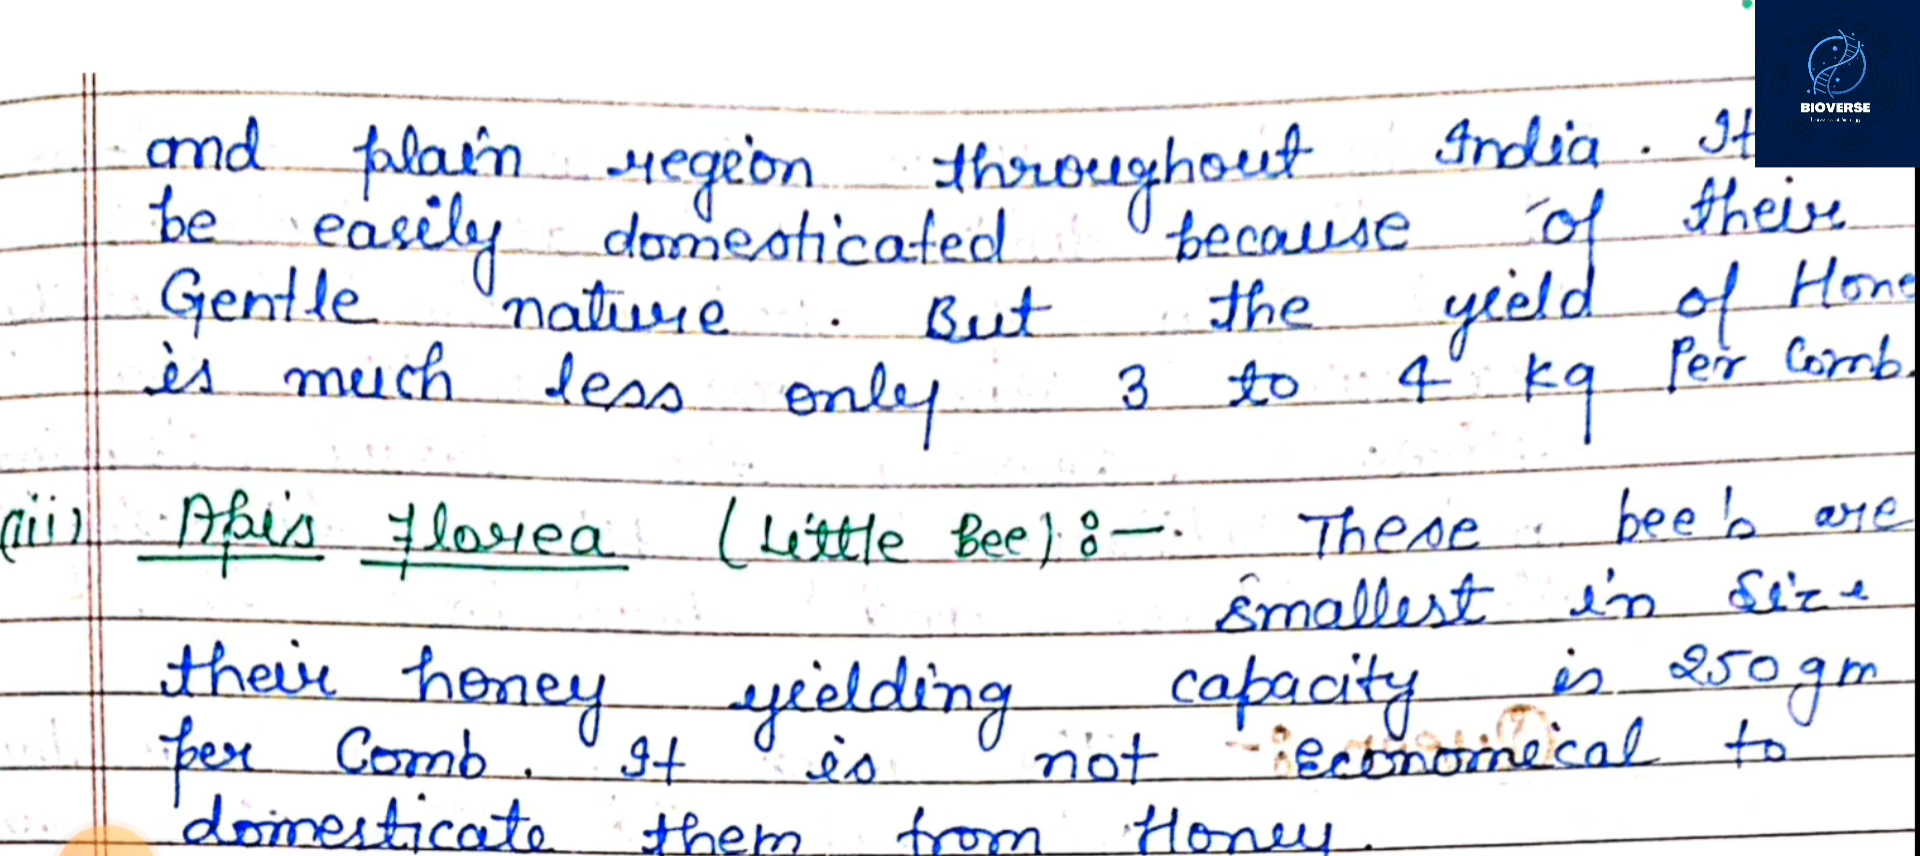 BIOVERSE
and plain region throughout India. It
be easily domesticated because of their
Gentle nature. But the yield of Hone
is much less only 3 to 4 kg Per Comb.
(iii) Apis florea (Little Bee) :- These bee's are
smallest in Size
their honey yielding capacity is 250 gm
per Comb. It is not Economical to
domesticate them from Honey.